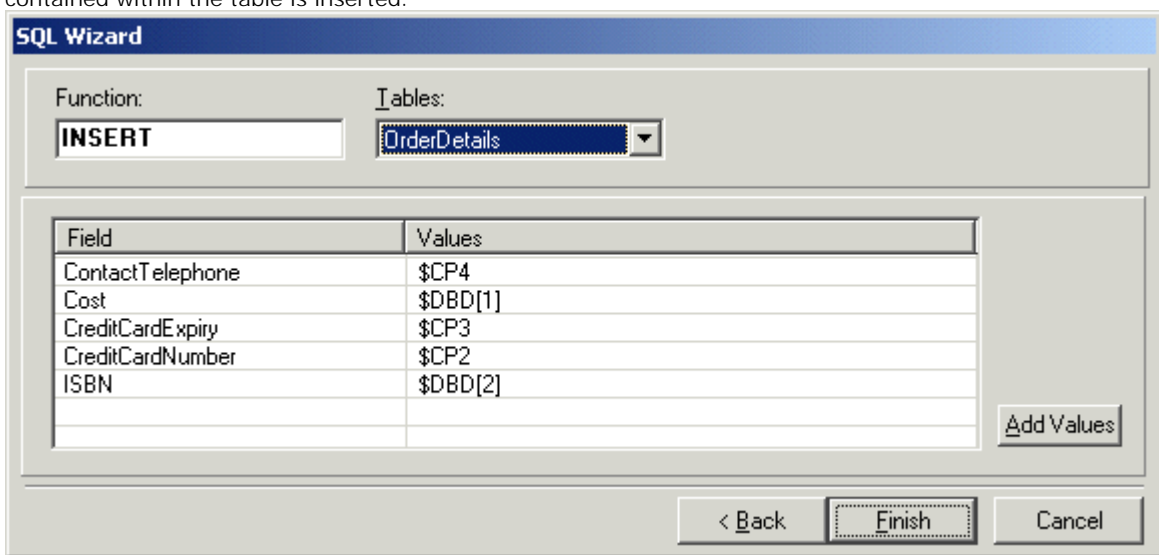 contained within the table is inserted.
SQL Wizard
Function: Tables:
INSERT OrderDetails
Field Values
ContactTelephone $CP4
Cost $DBD[1]
CreditCardExpiry $CP3
CreditCardNumber $CP2
ISBN $DBD[2]
Add Values
< Back Finish Cancel